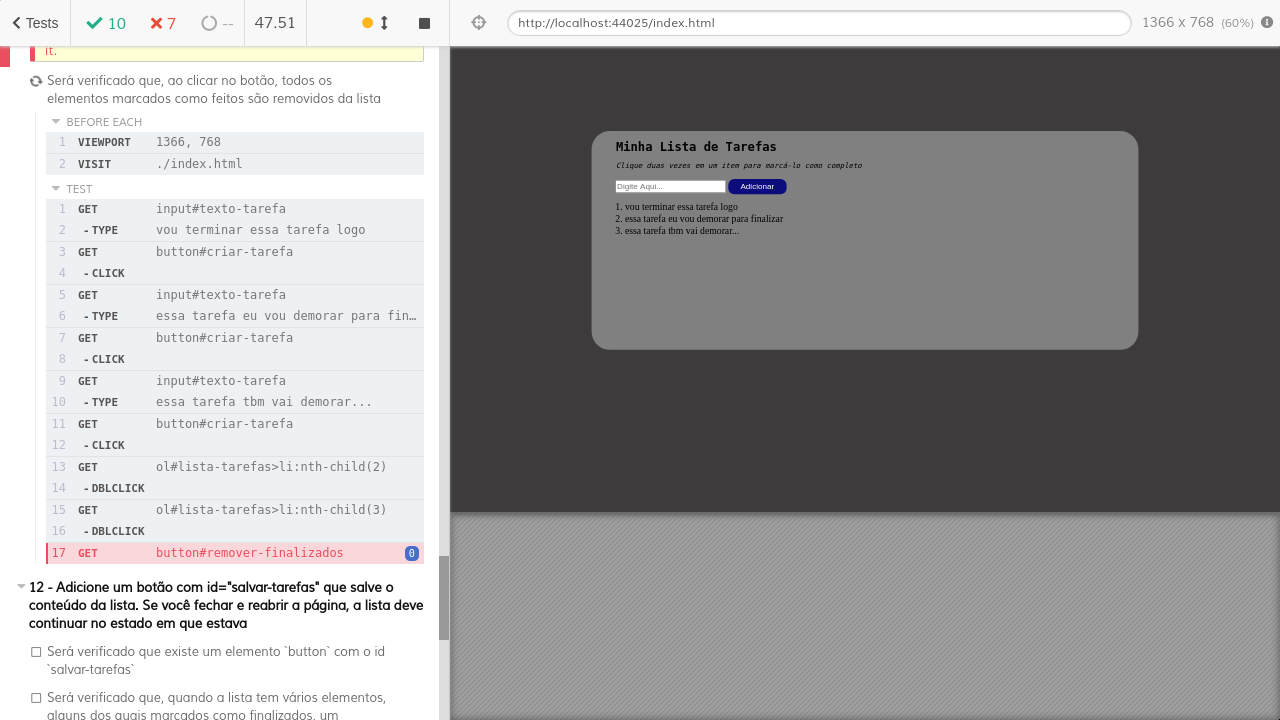 Tests
10
7
--
47.51
http://localhost:44025/index.html
1366 x 768 (60%)
it.
Será verificado que, ao clicar no botão, todos os
elementos marcados como feitos são removidos da lista
BEFORE EACH
1 VIEWPORT 1366, 768
2 VISIT ./index.html
TEST
1 GET input#texto-tarefa
2 -TYPE vou terminar essa tarefa logo
3 GET button#criar-tarefa
4 -CLICK
5 GET input#texto-tarefa
6 -TYPE essa tarefa eu vou demorar para fin…
7 GET button#criar-tarefa
8 -CLICK
9 GET input#texto-tarefa
10 -TYPE essa tarefa tbm vai demorar...
11 GET button#criar-tarefa
12 -CLICK
13 GET ol#lista-tarefas>li:nth-child(2)
14 -DBLCLICK
15 GET ol#lista-tarefas>li:nth-child(3)
16 -DBLCLICK
17 GET button#remover-finalizados 0
12 - Adicione um botão com id="salvar-tarefas" que salve o
conteúdo da lista. Se você fechar e reabrir a página, a lista deve
continuar no estado em que estava
Será verificado que existe um elemento `button` com o id
`salvar-tarefas`
Será verificado que, quando a lista tem vários elementos,
alguns dos quais marcados como finalizados, um
Minha Lista de Tarefas
Clique duas vezes em um item para marcá-lo como completo
Digite Aqui...
Adicionar
1. vou terminar essa tarefa logo
2. essa tarefa eu vou demorar para finalizar
3. essa tarefa tbm vai demorar...